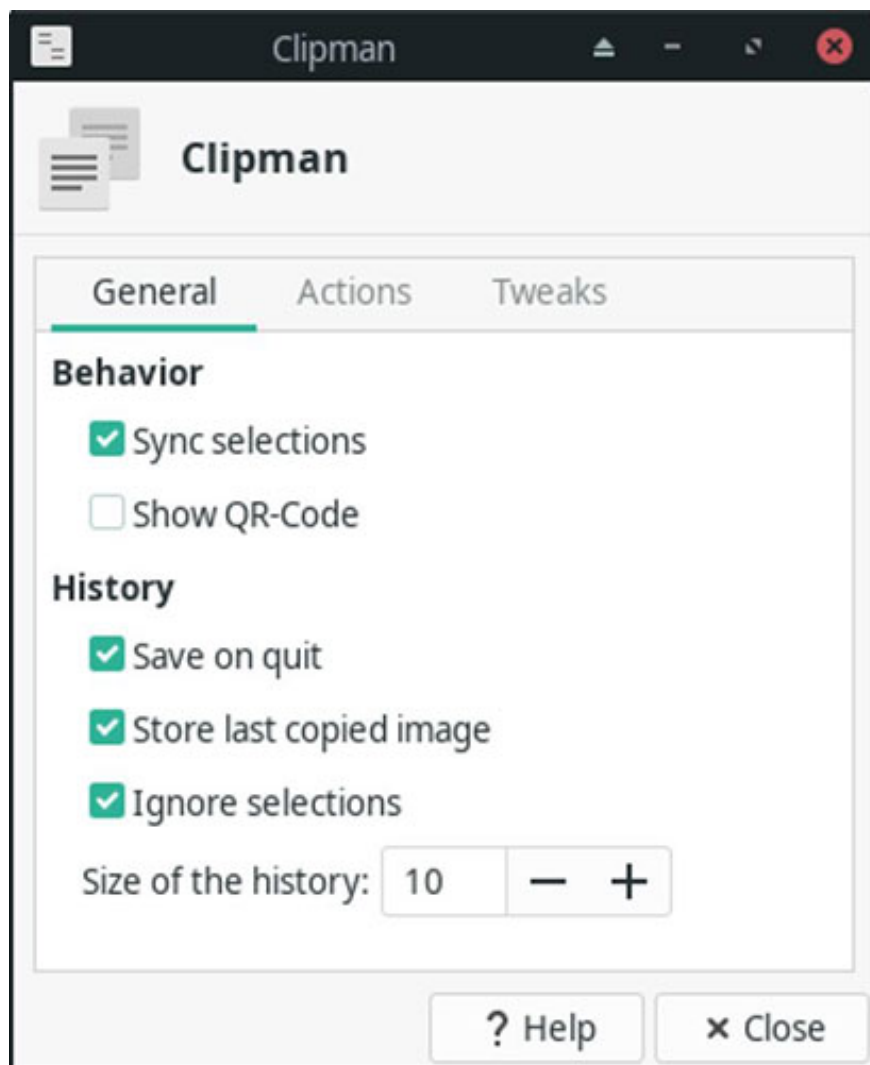 Clipman
Clipman
General Actions Tweaks
Behavior
Sync selections
Show QR-Code
History
Save on quit
Store last copied image
Ignore selections
Size of the history: 10 − +
? Help × Close